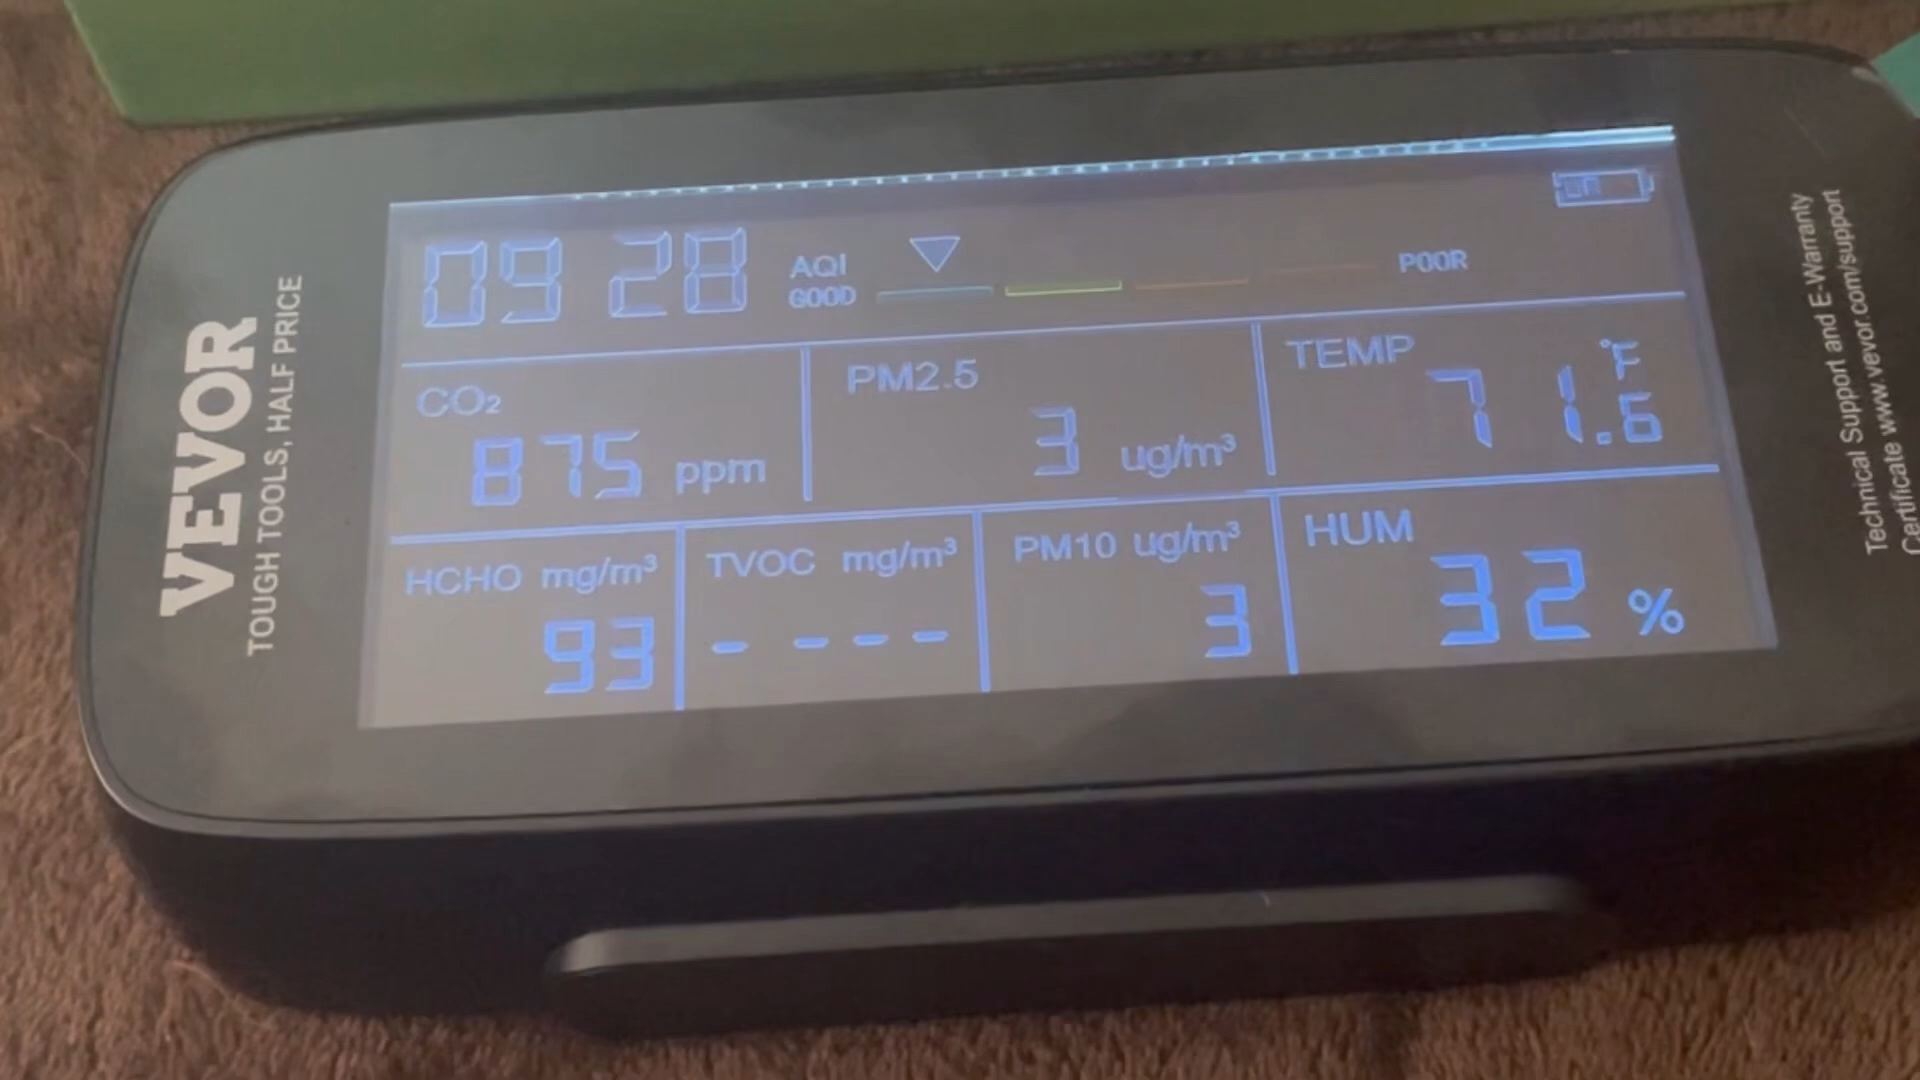 VEVOR
TOUGH TOOLS, HALF PRICE
09 28
AQI
GOOD
POOR
CO₂
875 ppm
PM2.5
3 ug/m³
TEMP
71.6 °F
HCHO mg/m³
93
TVOC mg/m³
- - - -
PM10 ug/m³
3
HUM
32 %
Technical Support and E-Warranty
Certificate www.vevor.com/support